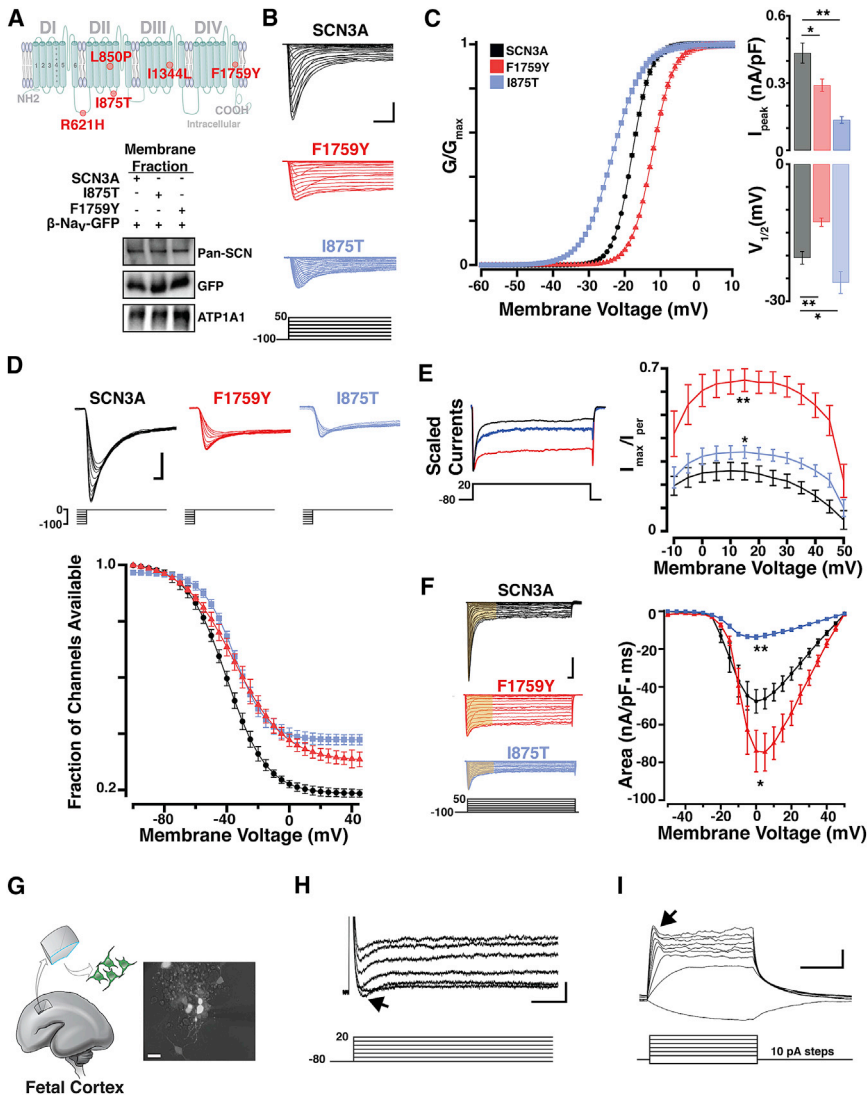 A
DI DII DIII DIV
L850P
I1344L F1759Y
1 2 3 4 5 6
NH2
I875T
COOH
R621H
Intracellular
Membrane
Fraction
SCN3A + - -
I875T - + -
F1759Y - - +
β-NaV-GFP + + +
Pan-SCN
GFP
ATP1A1
B
SCN3A
F1759Y
I875T
50
-100
C
SCN3A
F1759Y
I875T
1
G/Gmax
0
-60 -50 -40 -30 -20 -10 0 10
Membrane Voltage (mV)
0.6
**
*
Ipeak (nA/pF)
0
V1/2(mV)
-30
**
*
D
SCN3A F1759Y I875T
0
-100
1.0
Fraction of Channels Available
0.2
-80 -40 0 40
Membrane Voltage (mV)
E
Scaled
Currents
20
-80
0.7
Imax/Iper
**
*
0
-10 0 10 20 30 40 50
Membrane Voltage (mV)
F
SCN3A
F1759Y
I875T
50
-100
0
-20
-40
-60
-80
-100
Area (nA/pF▪ms)
**
*
-40 -20 0 20 40
Membrane Voltage (mV)
G
Fetal Cortex
H
20
-80
I
10 pA steps